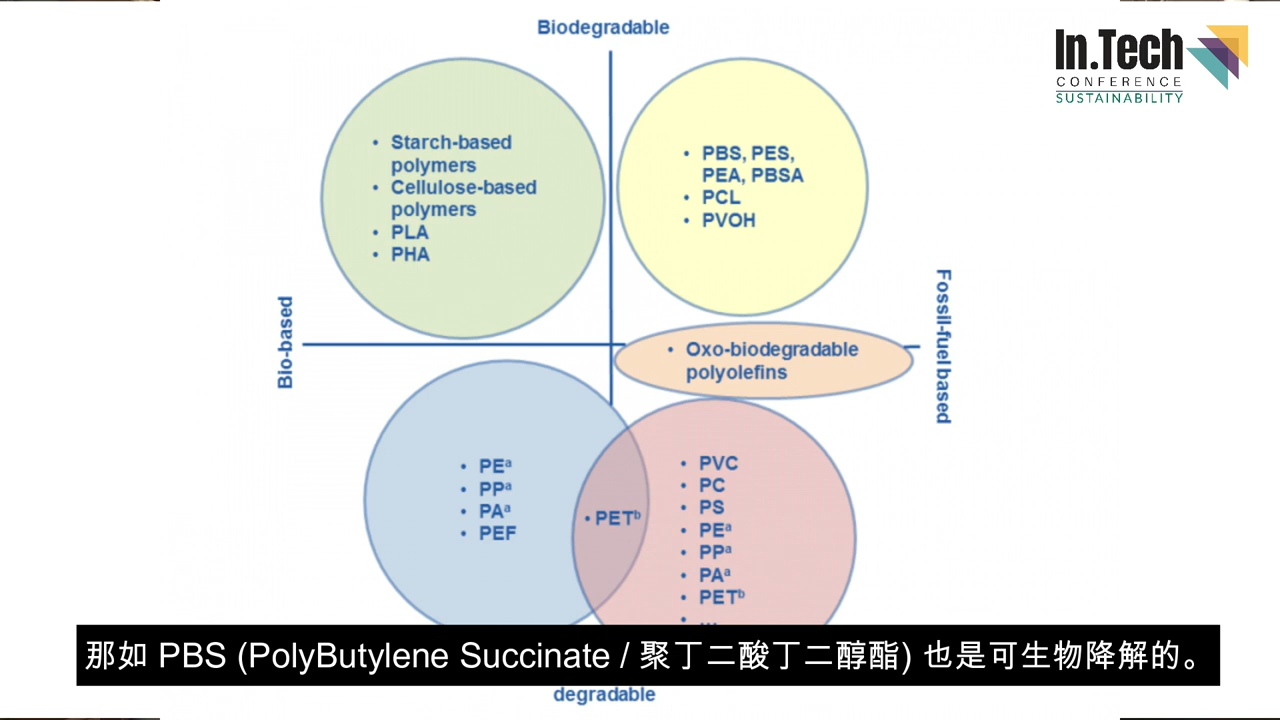 Biodegradable
In.Tech
CONFERENCE
SUSTAINABILITY
• Starch-based
polymers
• Cellulose-based
polymers
• PLA
• PHA
• PBS, PES,
PEA, PBSA
• PCL
• PVOH
Bio-based
Fossil-fuel based
• Oxo-biodegradable
polyolefins
• PEᵃ
• PPᵃ
• PAᵃ
• PEF
• PETᵇ
• PVC
• PC
• PS
• PEᵃ
• PPᵃ
• PAᵃ
• PETᵇ
• ...
那如 PBS (PolyButylene Succinate / 聚丁二酸丁二醇酯) 也是可生物降解的。
degradable